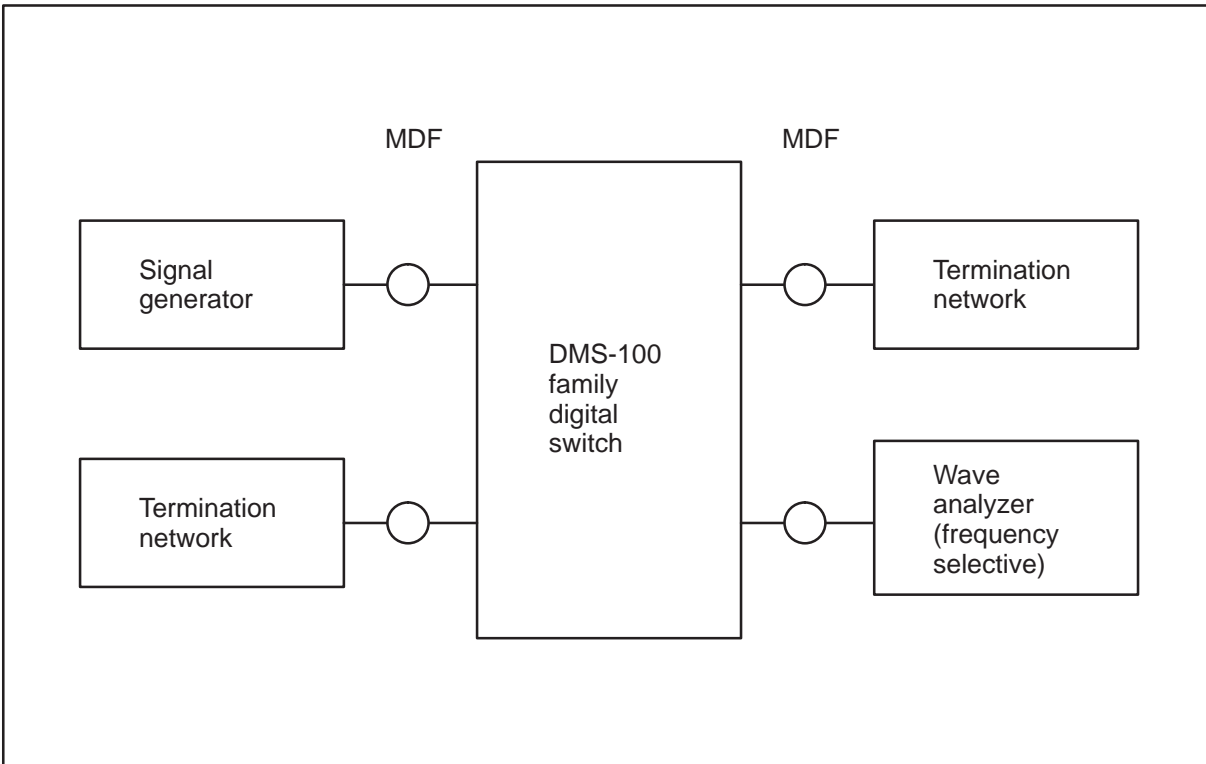 MDF
MDF
Signal
generator
Termination
network
DMS-100
family
digital
switch
Termination
network
Wave
analyzer
(frequency
selective)